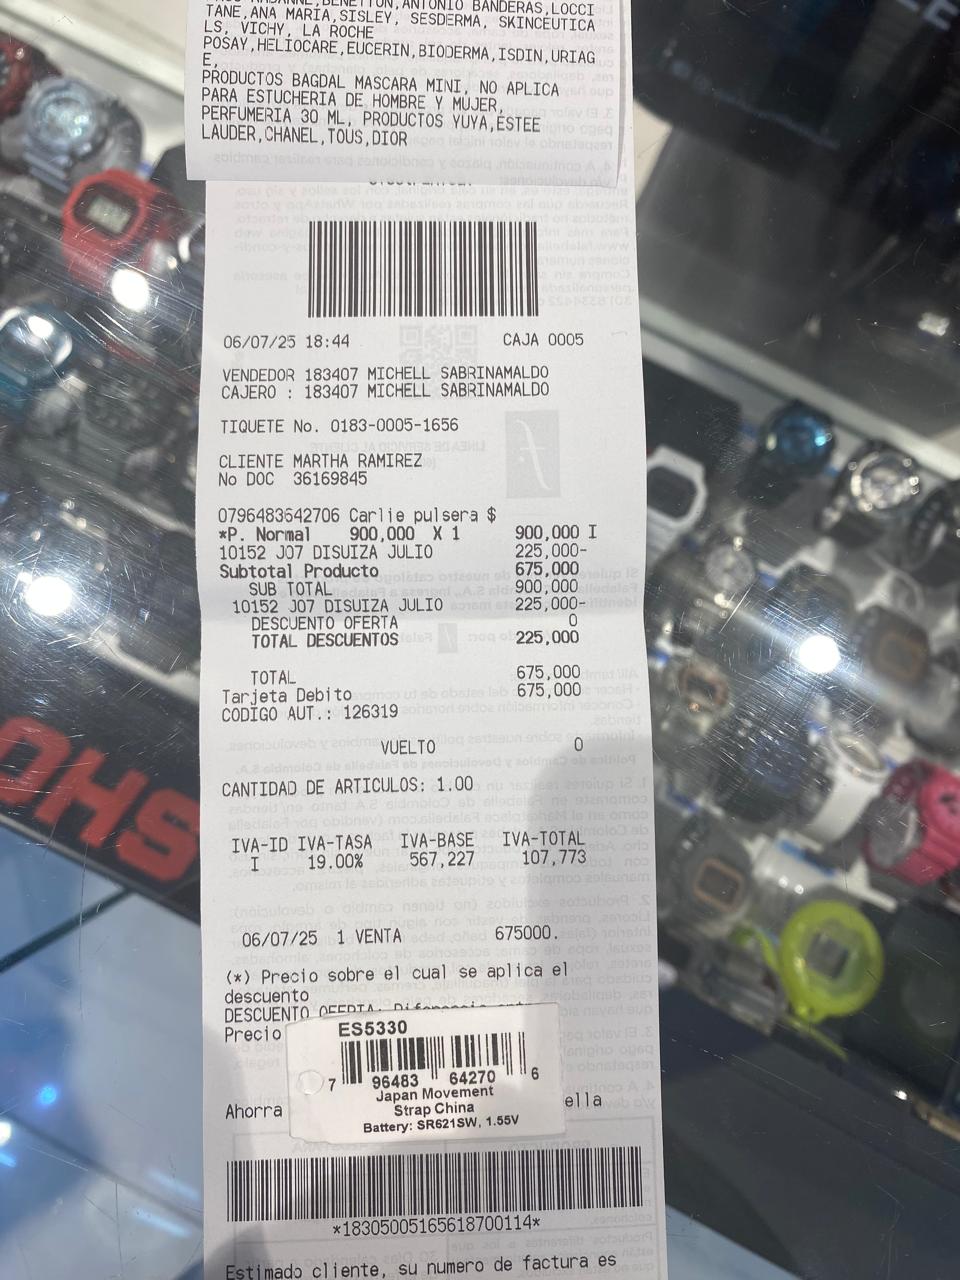 RABANNE,BENETTON,ANTONIO BANDERAS,LOCCI
TANE,ANA MARIA,SISLEY, SESDERMA, SKINCEUTICA
LS, VICHY, LA ROCHE
POSAY,HELIOCARE,EUCERIN,BIODERMA,ISDIN,URIAG
E,
PRODUCTOS BAGDAL MASCARA MINI, NO APLICA
PARA ESTUCHERIA DE HOMBRE Y MUJER,
PERFUMERIA 30 ML, PRODUCTOS YUYA,ESTEE
LAUDER,CHANEL,TOUS,DIOR
06/07/25 18:44 CAJA 0005
VENDEDOR 183407 MICHELL SABRINAMALDO
CAJERO : 183407 MICHELL SABRINAMALDO
TIQUETE No. 0183-0005-1656
CLIENTE MARTHA RAMIREZ
No DOC 36169845
0796483642706 Carlie pulsera $
*P. Normal 900,000 X 1 900,000 I
10152 J07 DISUIZA JULIO 225,000-
Subtotal Producto 675,000
SUB TOTAL 900,000
10152 J07 DISUIZA JULIO 225,000-
DESCUENTO OFERTA 0
TOTAL DESCUENTOS 225,000
TOTAL 675,000
Tarjeta Debito 675,000
CODIGO AUT.: 126319
VUELTO 0
CANTIDAD DE ARTICULOS: 1.00
IVA-ID IVA-TASA IVA-BASE IVA-TOTAL
I 19.00% 567,227 107,773
06/07/25 1 VENTA 675000.
(*) Precio sobre el cual se aplica el
descuento
DESCUENTO OFERTA:
Precio
ES5330
7 96483 64270 6
Japan Movement
Strap China
Battery: SR621SW, 1.55V
Ahorra ella
*18305005165618700114*
Estimado cliente, su numero de factura es
SHO